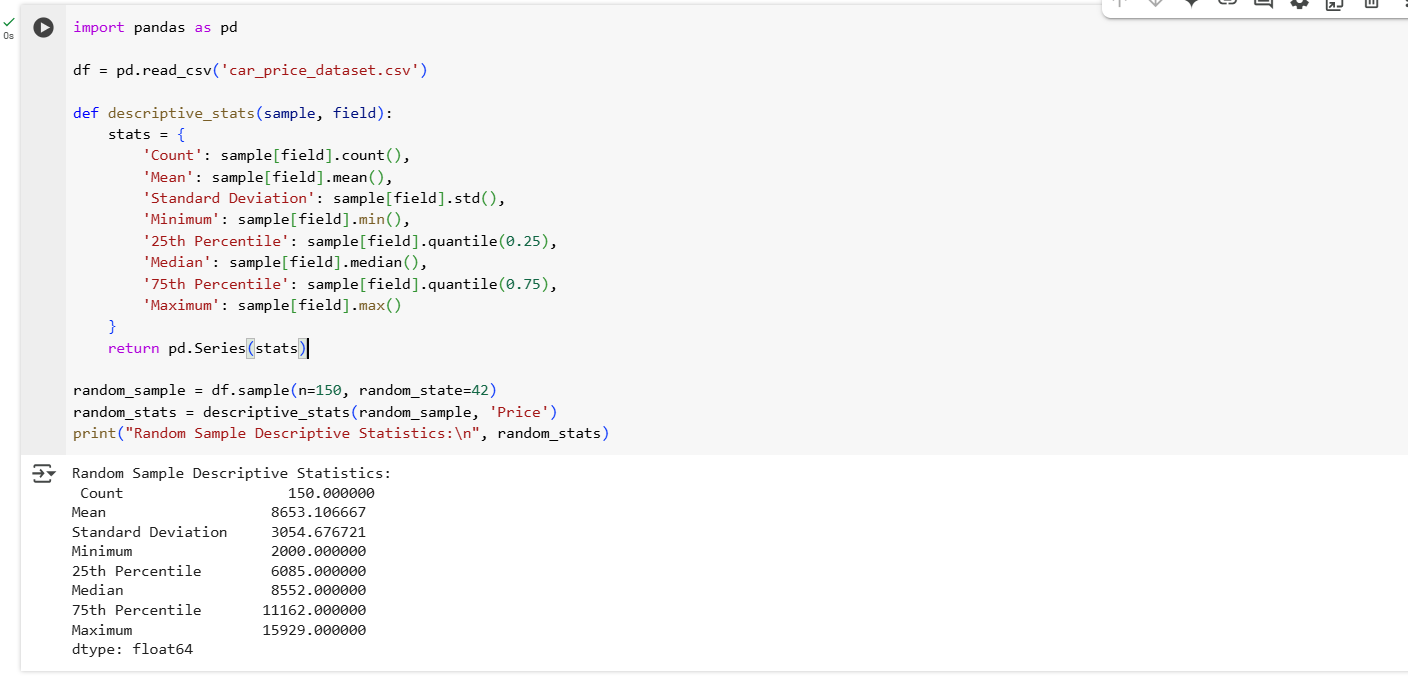 0s
import pandas as pd
df = pd.read_csv('car_price_dataset.csv')
def descriptive_stats(sample, field):
    stats = {
        'Count': sample[field].count(),
        'Mean': sample[field].mean(),
        'Standard Deviation': sample[field].std(),
        'Minimum': sample[field].min(),
        '25th Percentile': sample[field].quantile(0.25),
        'Median': sample[field].median(),
        '75th Percentile': sample[field].quantile(0.75),
        'Maximum': sample[field].max()
    }
    return pd.Series(stats)
random_sample = df.sample(n=150, random_state=42)
random_stats = descriptive_stats(random_sample, 'Price')
print("Random Sample Descriptive Statistics:\n", random_stats)
Random Sample Descriptive Statistics:
 Count                   150.000000
Mean                   8653.106667
Standard Deviation     3054.676721
Minimum                2000.000000
25th Percentile        6085.000000
Median                 8552.000000
75th Percentile       11162.000000
Maximum               15929.000000
dtype: float64